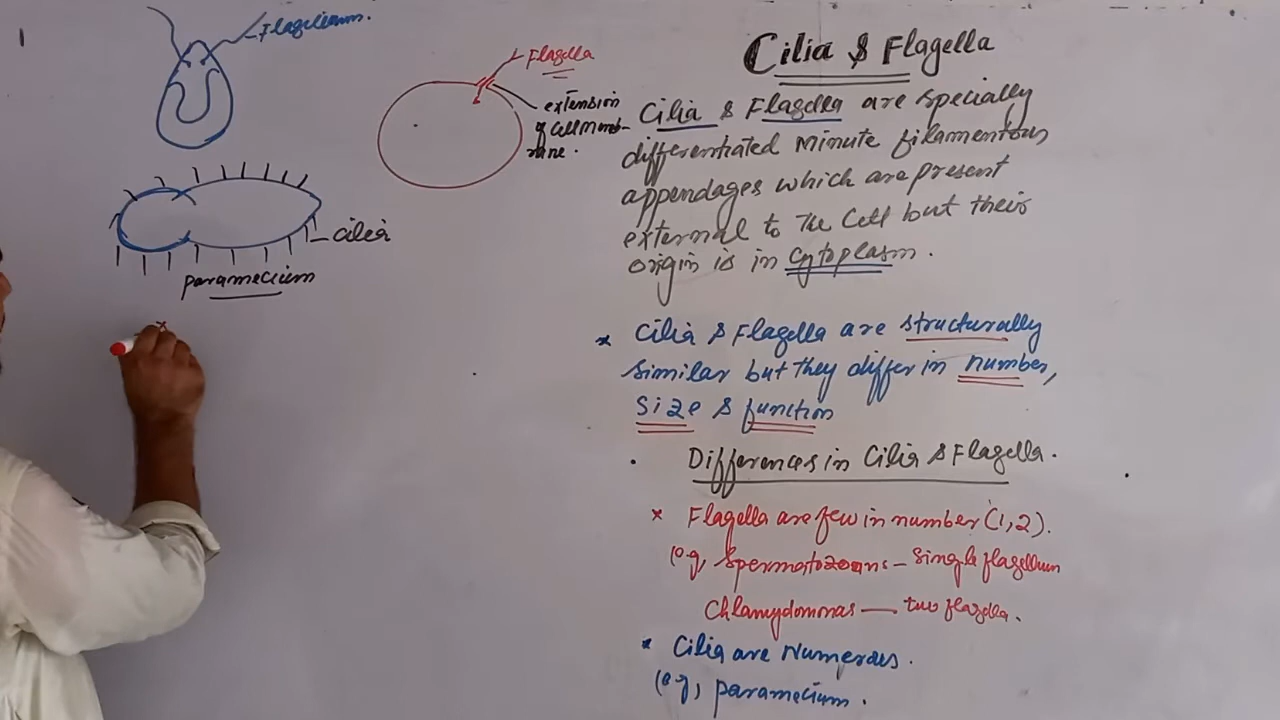 Flagellum.
Flagella
extension
of cell memb-
rane.
cilia
paramecium
Cilia & Flagella
Cilia & Flagella are specially
differentiated minute filamentous
appendages which are present
external to the cell but their
origin is in cytoplasm.
* Cilia & Flagella are structurally
similar but they differ in number,
size & function
Differences in Cilia & Flagella.
* Flagella are few in number (1,2).
(e.g, Spermatozoans - single flagellum
Chlamydomonas — two flagella.
* Cilia are Numerous.
(e.g, paramecium.